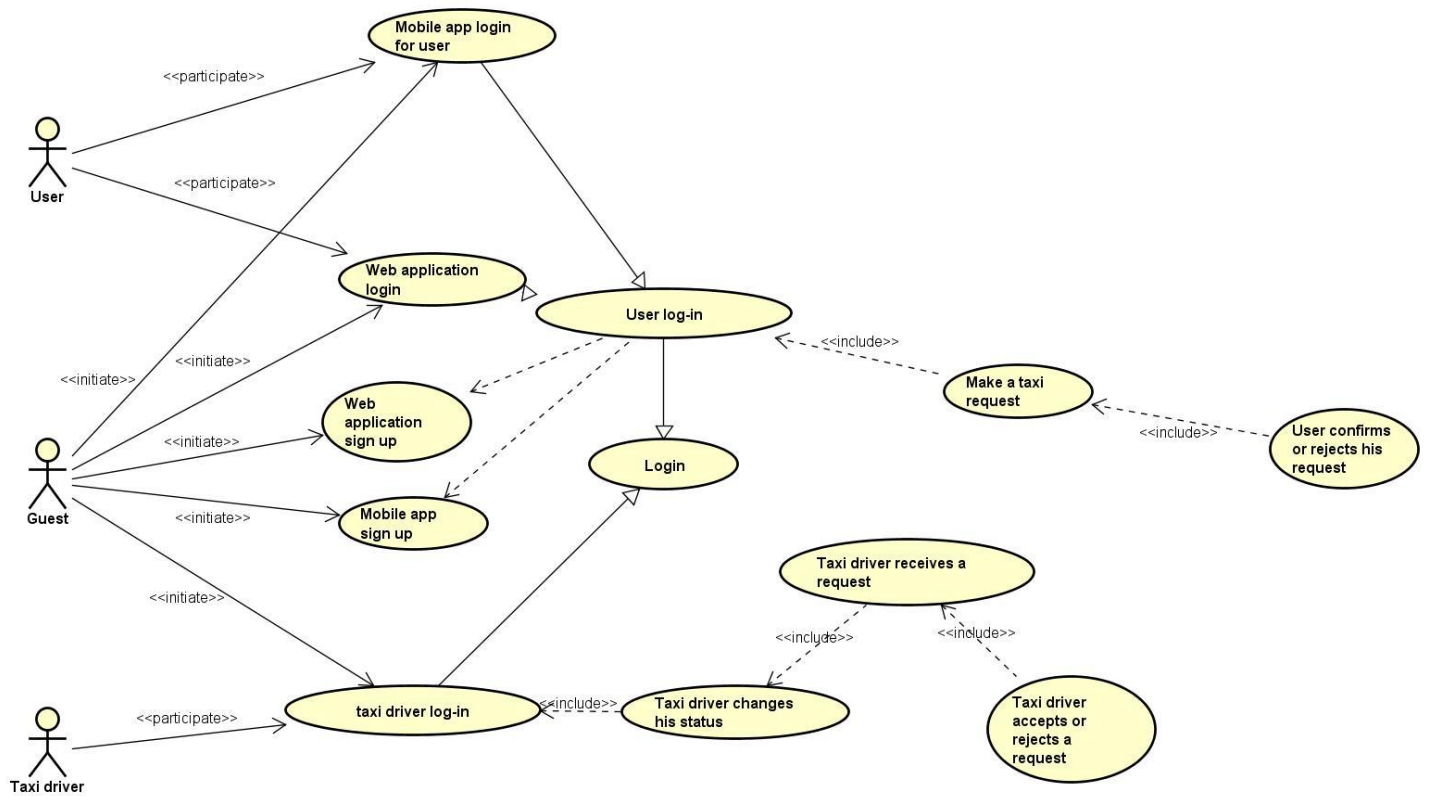 Mobile app login
for user
<<participate>>
User
<<participate>>
Web application
login
User log-in
<<include>>
<<initiate>>
<<initiate>>
Make a taxi
request
Web
application
sign up
<<initiate>>
<<include>>
User confirms
or rejects his
request
Login
Guest
<<initiate>>
Mobile app
sign up
Taxi driver receives a
request
<<initiate>>
<<include>>
<<include>>
taxi driver log-in
<<include>>
Taxi driver changes
his status
Taxi driver
accepts or
rejects a
request
<<participate>>
Taxi driver